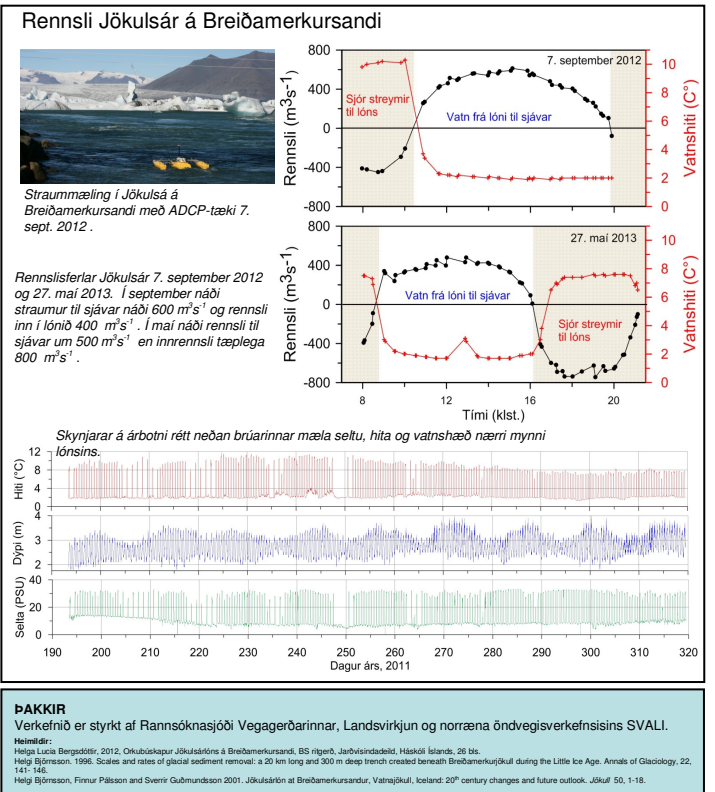 Rennsli Jökulsár á Breiðamerkursandi
Straummæling í Jökulsá á
Breiðamerkursandi með ADCP-tæki 7.
sept. 2012 .
Rennslisferlar Jökulsár 7. september 2012
og 27. maí 2013. Í september náði
straumur til sjávar náði 600 m³s⁻¹ og rennsli
inn í lónið 400 m³s⁻¹ . Í maí náði rennsli til
sjávar um 500 m³s⁻¹ en innrennsli tæplega
800 m³s⁻¹ .
800
400
0
-400
-800
Rennsli (m³s⁻¹)
7. september 2012
Sjór streymir
til lóns
Vatn frá lóni til sjávar
10
8
6
4
2
0
Vatnshiti (C°)
800
400
0
-400
-800
Rennsli (m³s⁻¹)
27. maí 2013
Vatn frá lóni til sjávar
Sjór streymir
til lóns
10
8
6
4
2
0
Vatnshiti (C°)
8 12 16 20
Tími (klst.)
Skynjarar á árbotni rétt neðan brúarinnar mæla seltu, hita og vatnshæð nærri mynni
lónsins.
12
8
4
0
Hiti (°C)
4
3
2
Dýpi (m)
40
20
0
Selta (PSU)
190 200 210 220 230 240 250 260 270 280 290 300 310 320
Dagur árs, 2011
ÞAKKIR
Verkefnið er styrkt af Rannsóknasjóði Vegagerðarinnar, Landsvirkjun og norræna öndvegisverkefnsisins SVALI.
Heimildir:
Helga Lucia Bergsdóttir, 2012, Orkubúskapur Jökulsárlóns á Breiðamerkursandi, BS ritgerð, Jarðvísindadeild, Háskóli Íslands, 26 bls.
Helgi Björnsson. 1996. Scales and rates of glacial sediment removal: a 20 km long and 300 m deep trench created beneath Breiðamerkurjökull during the Little Ice Age. Annals of Glaciology, 22,
141- 146.
Helgi Björnsson, Finnur Pálsson and Sverrir Guðmundsson 2001. Jökulsárlón at Breiðamerkursandur, Vatnajökull, Iceland: 20th century changes and future outlook. Jökull 50, 1-18.